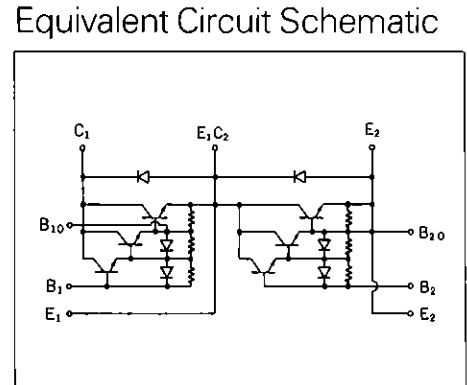 Equivalent Circuit Schematic
C₁ E₁C₂ E₂
B₁₀ B₂₀
B₁ B₂
E₁ E₂